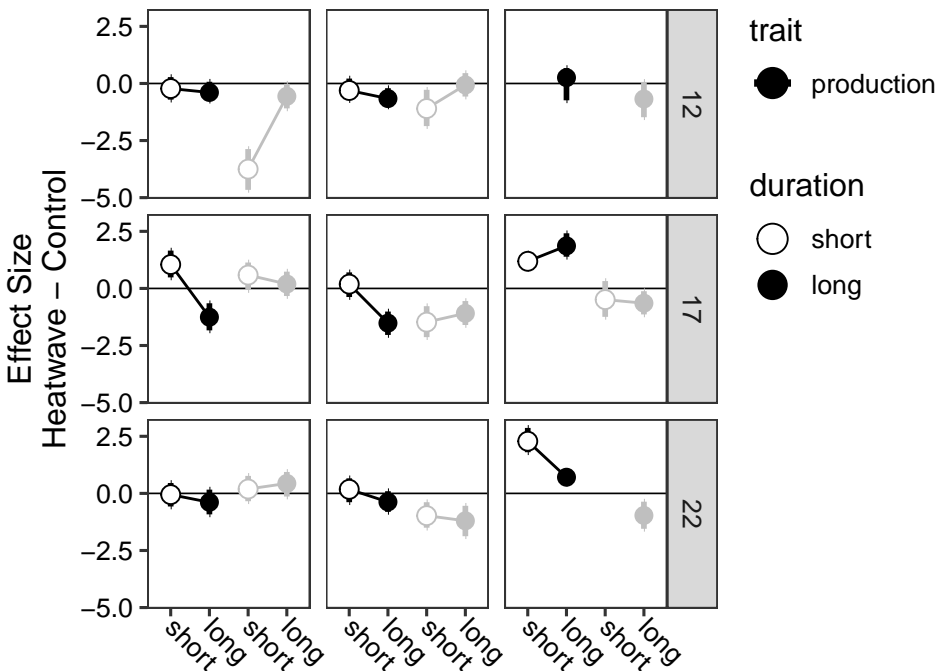 2.5
0.0
−2.5
−5.0
12
2.5
0.0
−2.5
−5.0
17
2.5
0.0
−2.5
−5.0
22
Effect Size
Heatwave − Control
short
long
short
long
short
long
short
long
short
long
short
long
trait
production
duration
short
long